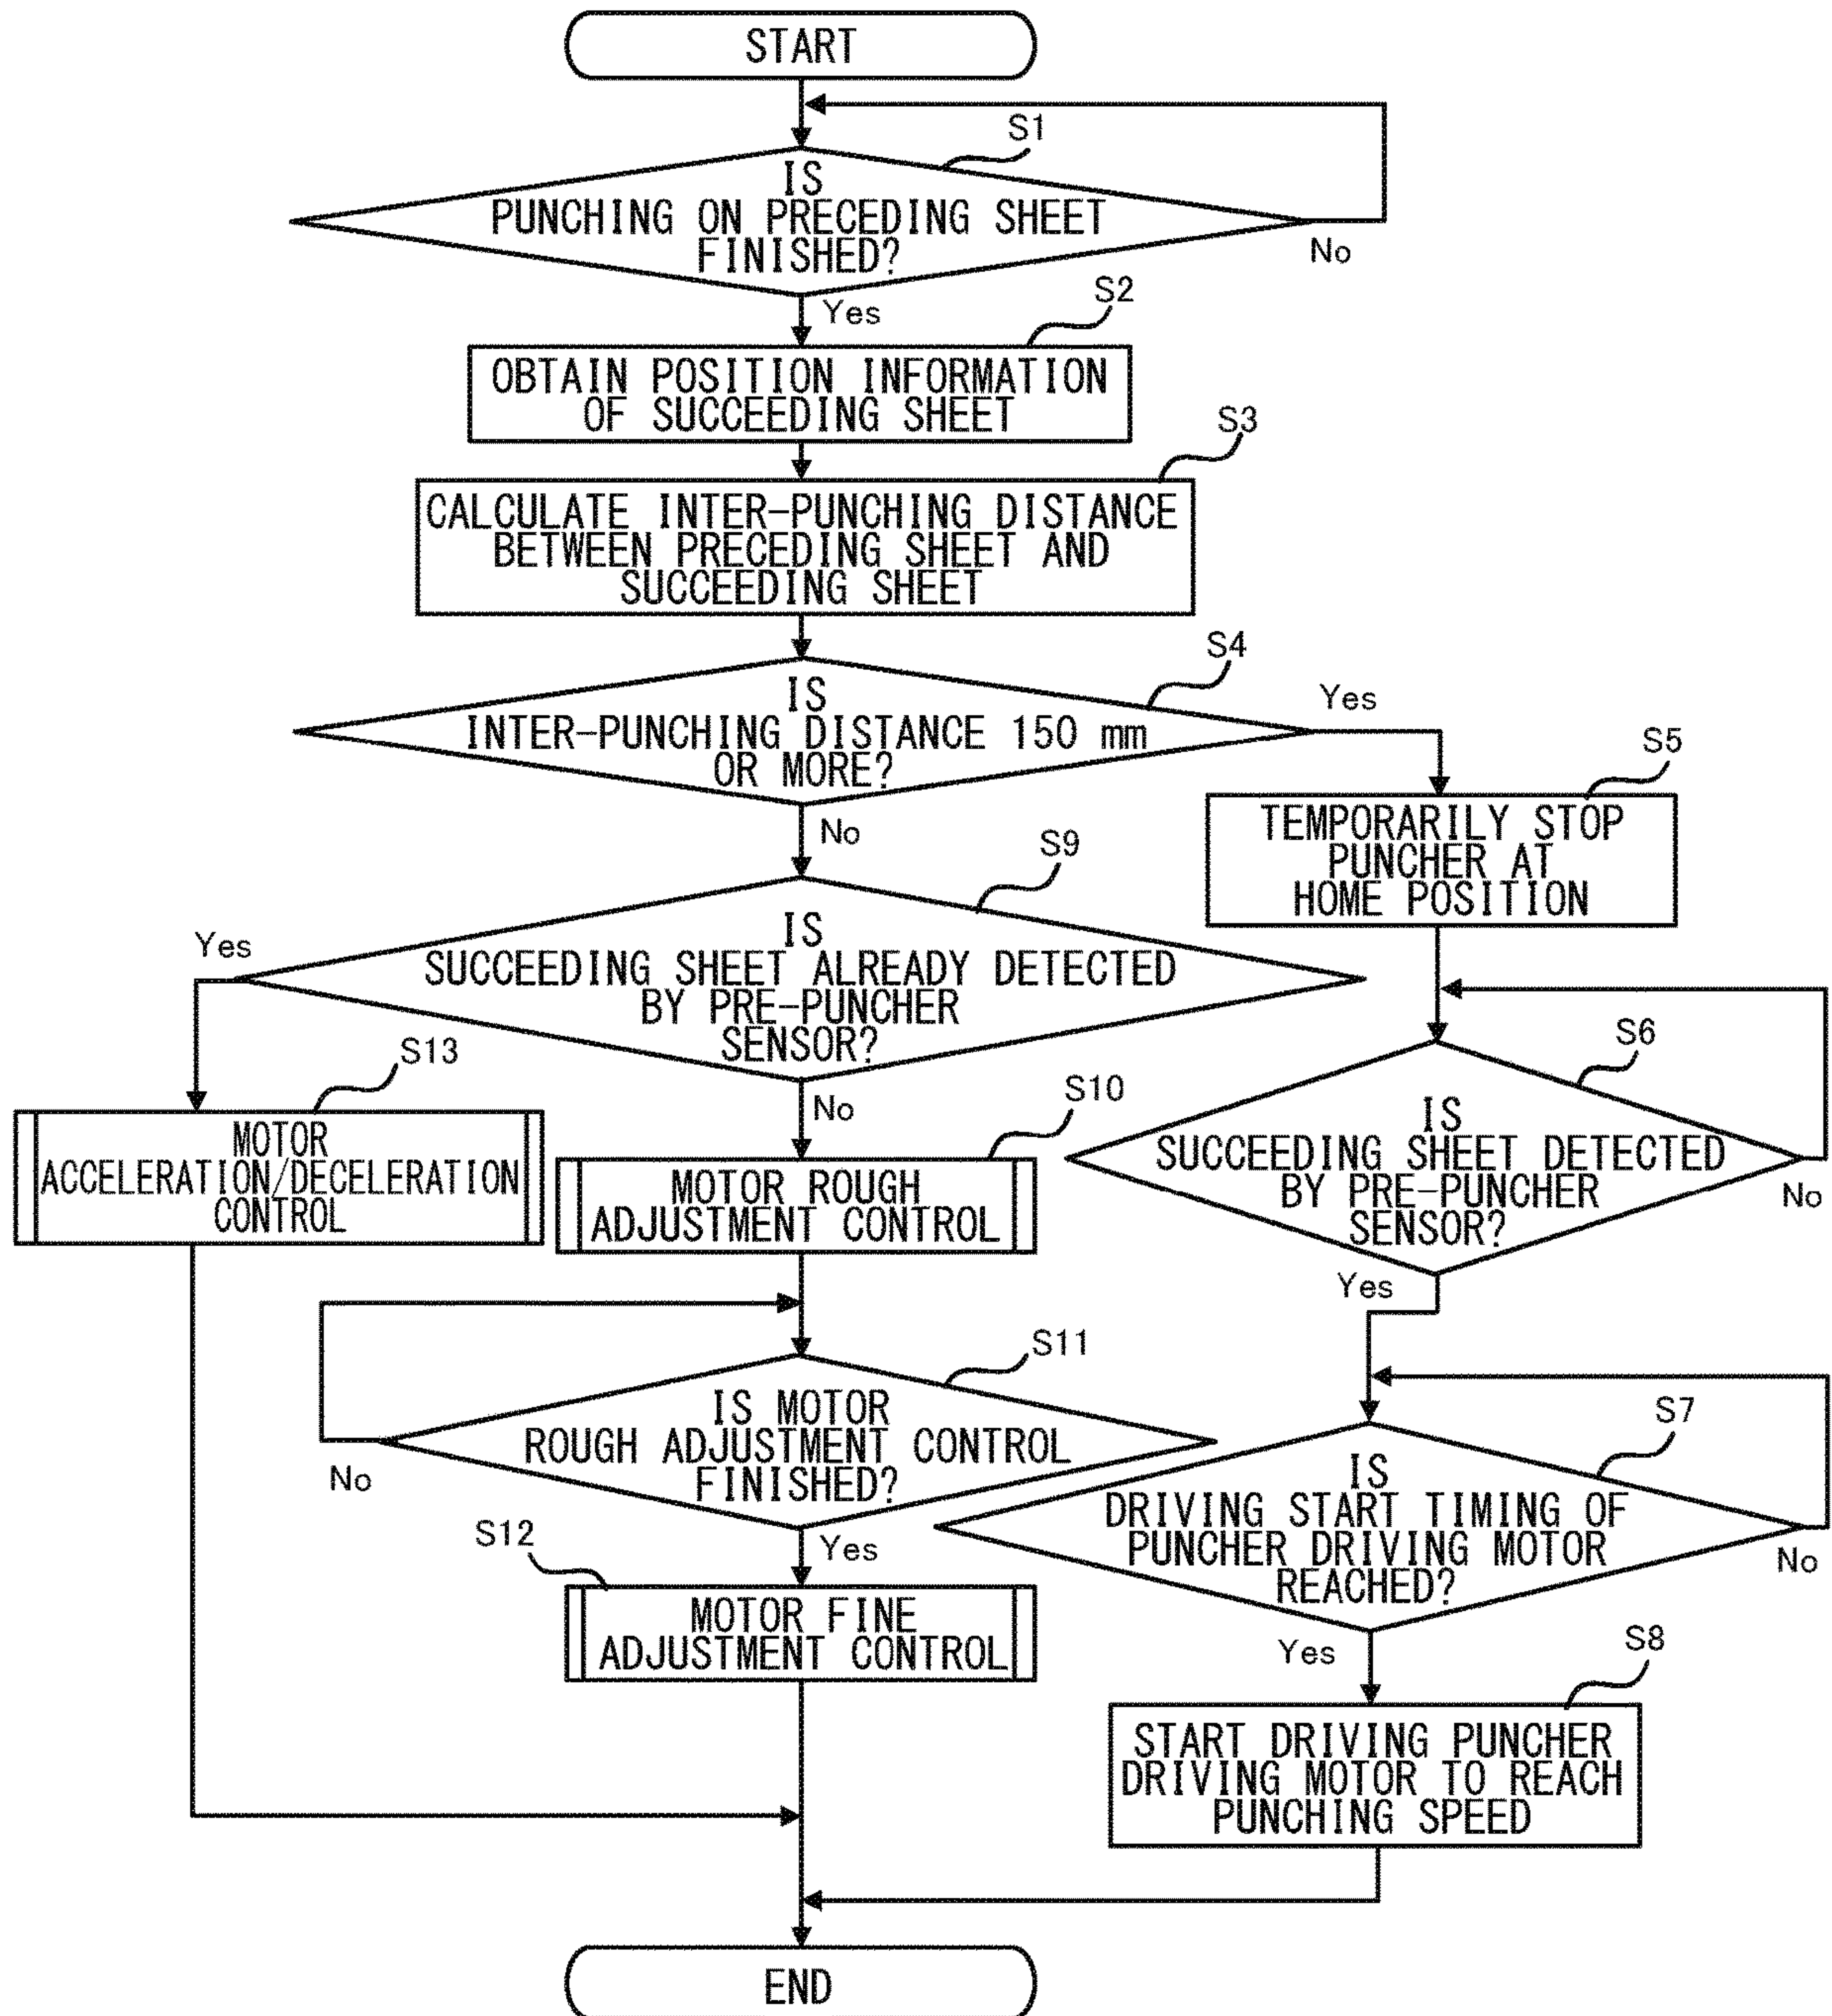 START
S1
IS
PUNCHING ON PRECEDING SHEET
FINISHED?
No
Yes
S2
OBTAIN POSITION INFORMATION
OF SUCCEEDING SHEET
S3
CALCULATE INTER-PUNCHING DISTANCE
BETWEEN PRECEDING SHEET AND
SUCCEEDING SHEET
S4
IS
INTER-PUNCHING DISTANCE 150 mm
OR MORE?
Yes
No
S5
TEMPORARILY STOP
PUNCHER AT
HOME POSITION
S9
IS
SUCCEEDING SHEET ALREADY DETECTED
BY PRE-PUNCHER
SENSOR?
Yes
No
S13
MOTOR
ACCELERATION/DECELERATION
CONTROL
S10
MOTOR ROUGH
ADJUSTMENT CONTROL
S6
IS
SUCCEEDING SHEET DETECTED
BY PRE-PUNCHER
SENSOR?
No
Yes
S11
IS MOTOR
ROUGH ADJUSTMENT CONTROL
FINISHED?
No
Yes
S7
IS
DRIVING START TIMING OF
PUNCHER DRIVING MOTOR
REACHED?
No
Yes
S12
MOTOR FINE
ADJUSTMENT CONTROL
S8
START DRIVING PUNCHER
DRIVING MOTOR TO REACH
PUNCHING SPEED
END